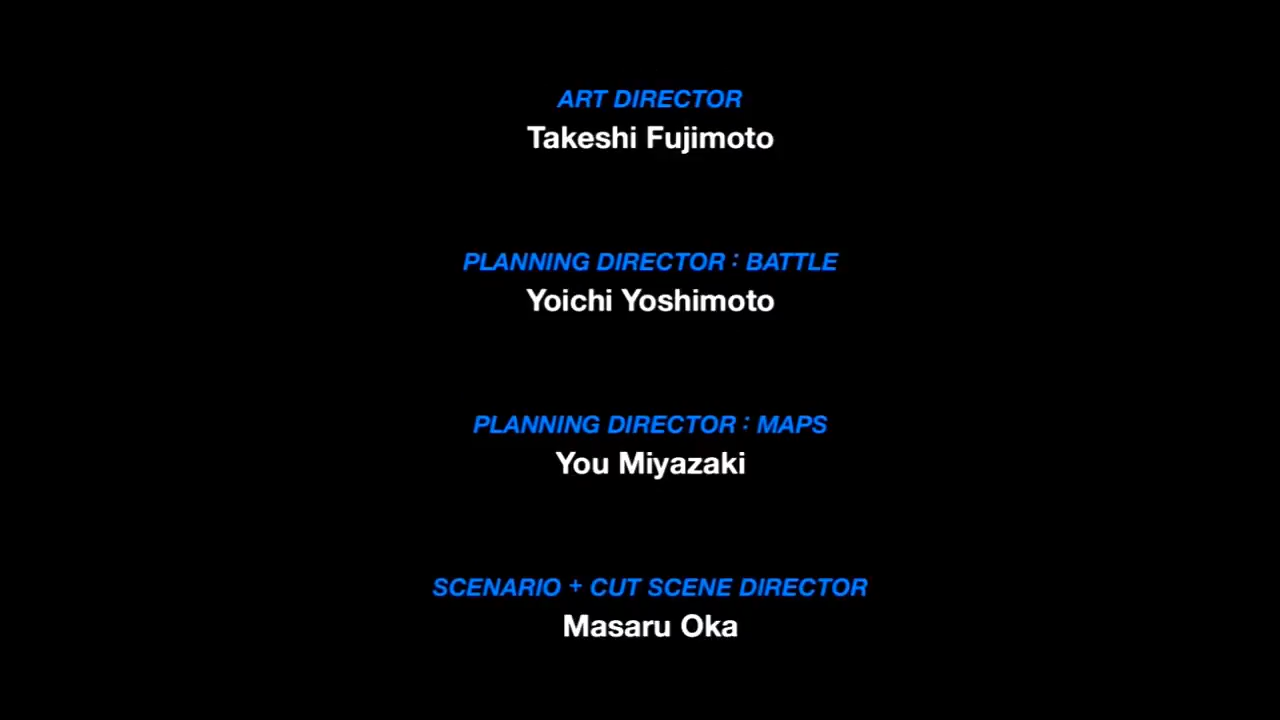 ART DIRECTOR
Takeshi Fujimoto
PLANNING DIRECTOR : BATTLE
Yoichi Yoshimoto
PLANNING DIRECTOR : MAPS
You Miyazaki
SCENARIO + CUT SCENE DIRECTOR
Masaru Oka